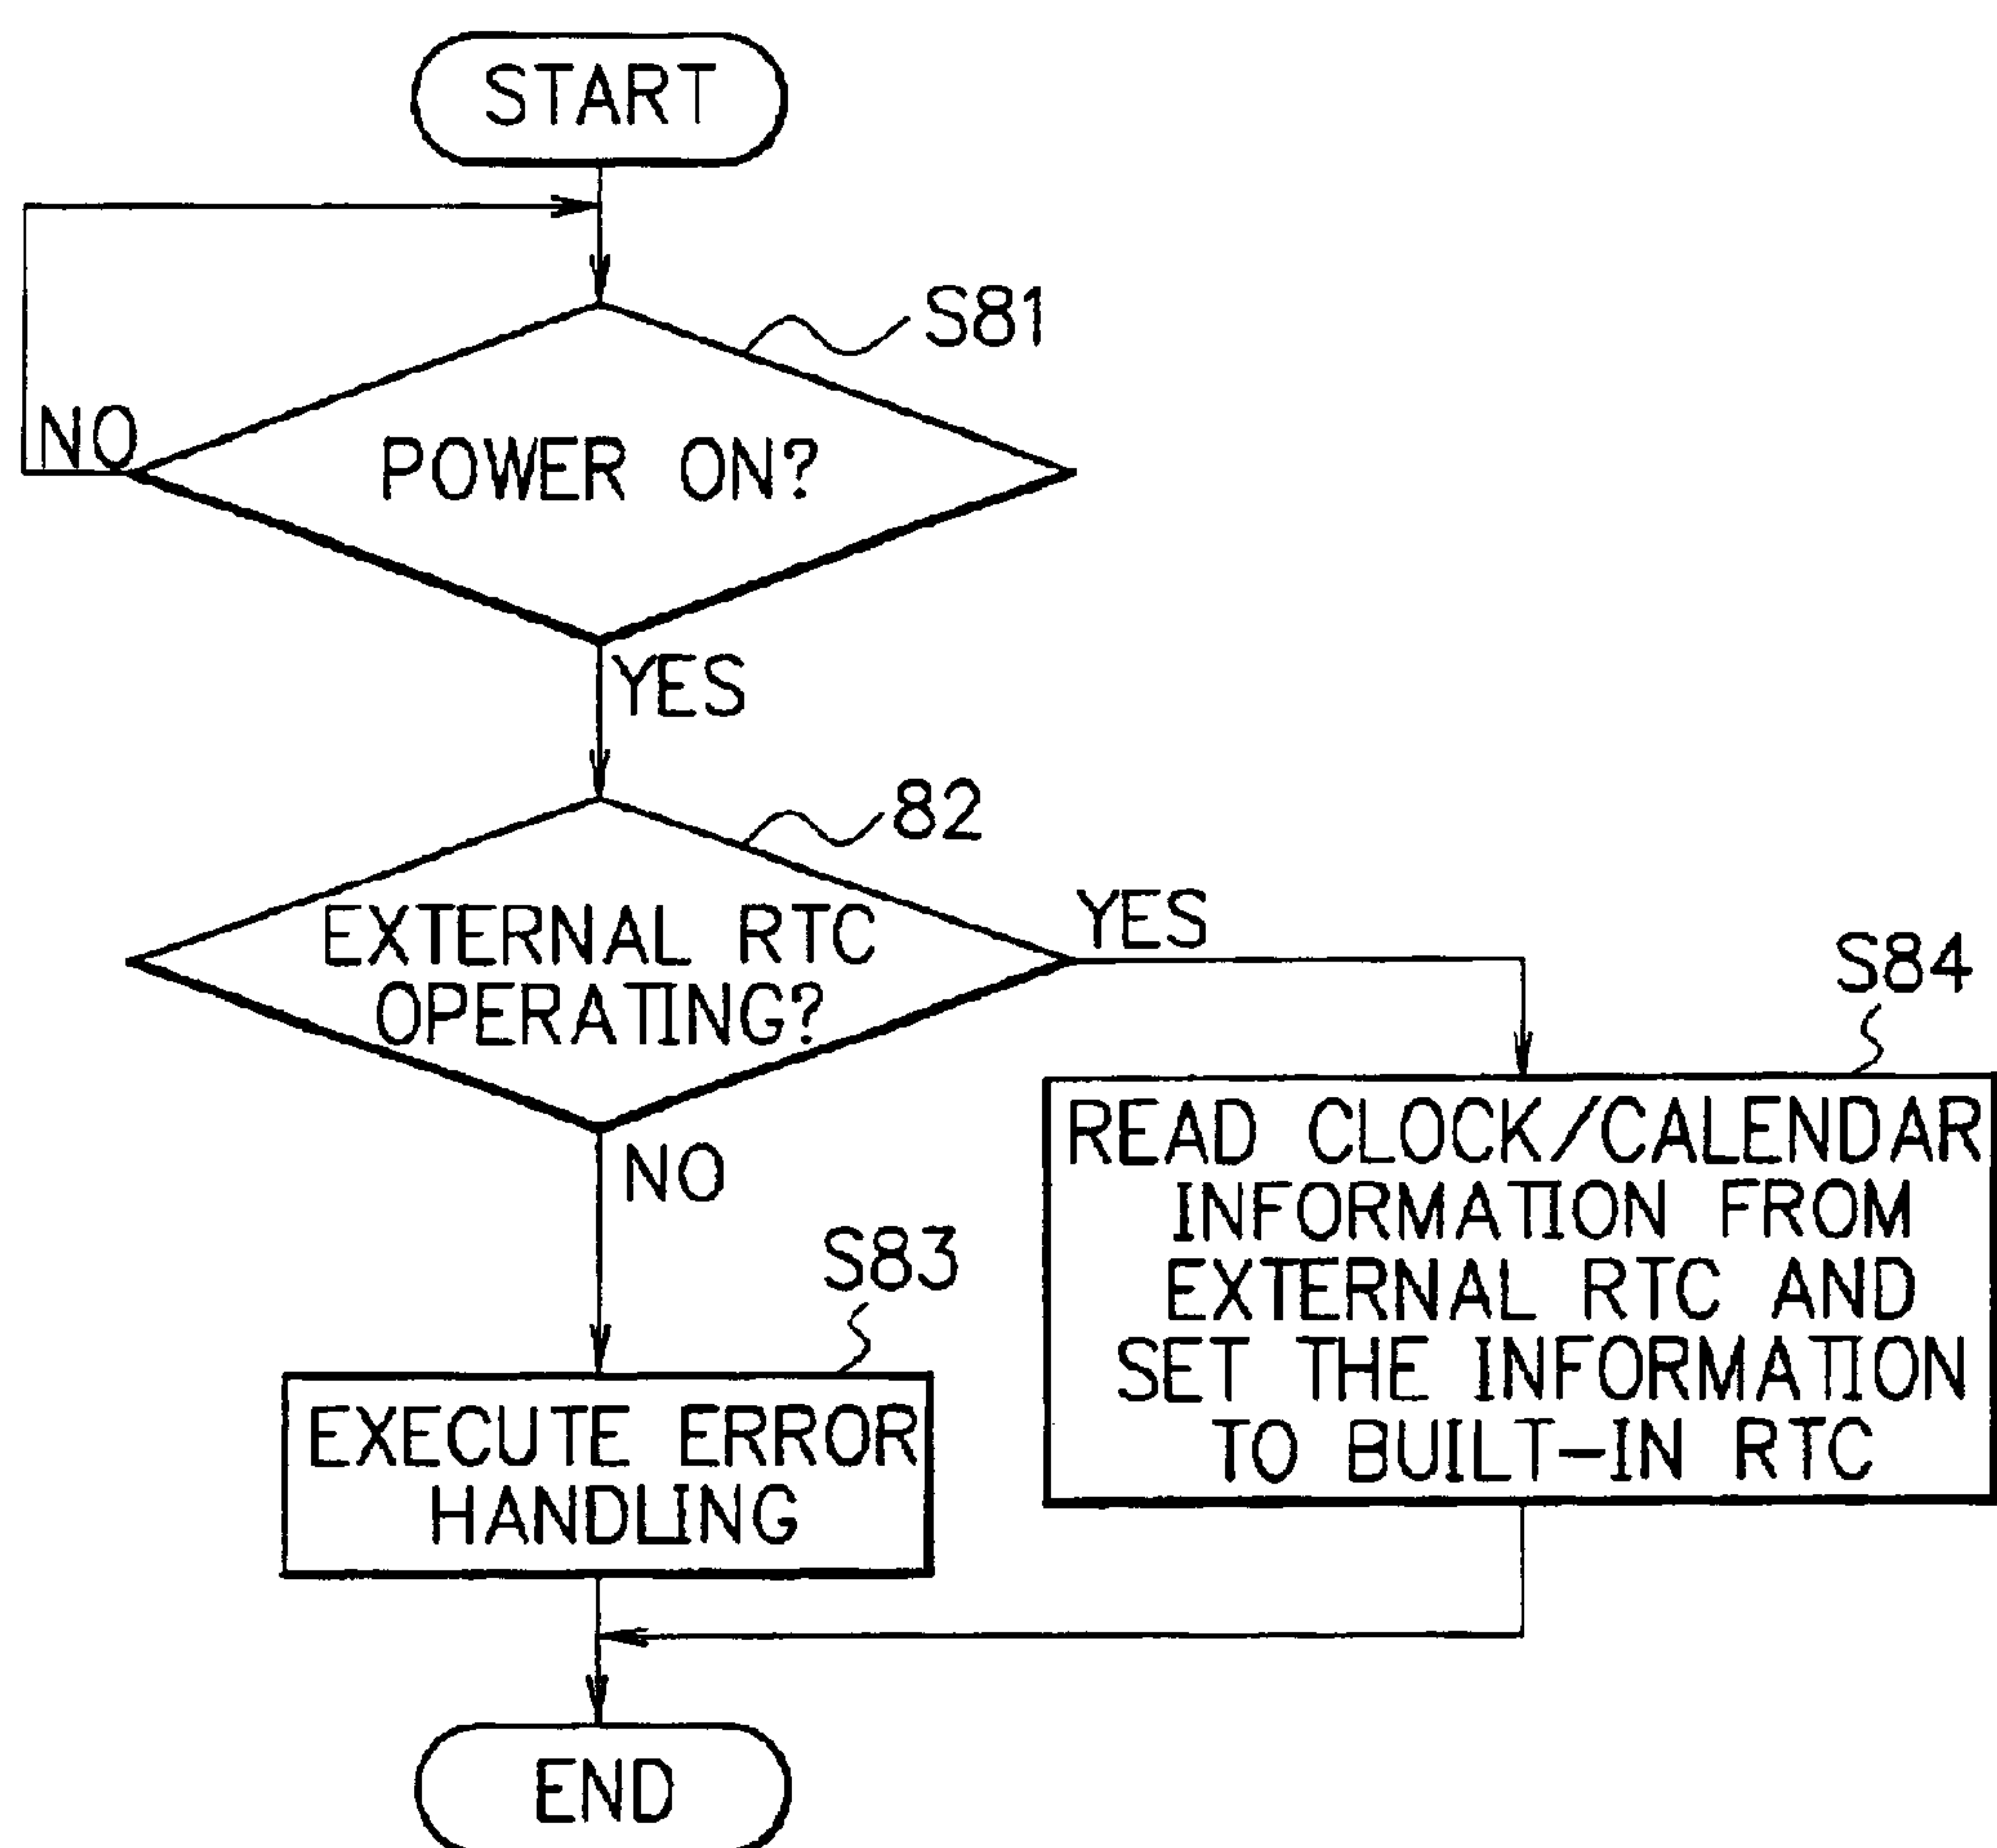 START
S81
NO
POWER ON?
YES
82
EXTERNAL RTC
OPERATING?
YES
NO
S83
EXECUTE ERROR
HANDLING
S84
READ CLOCK/CALENDAR
INFORMATION FROM
EXTERNAL RTC AND
SET THE INFORMATION
TO BUILT-IN RTC
END